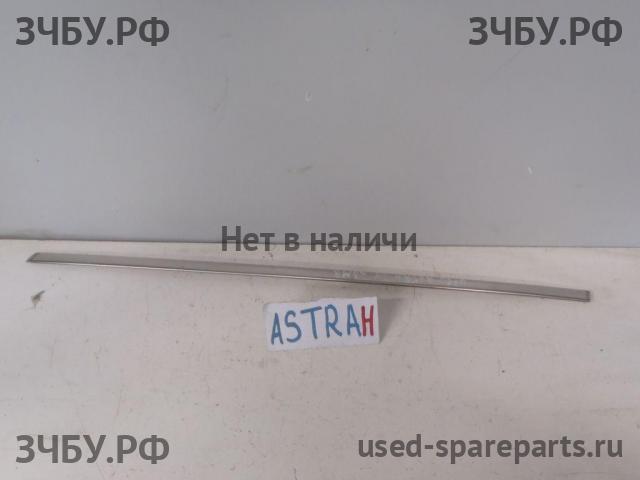 ЗЧБУ.РФ ЗЧБУ.РФ
Нет в наличи
ASTRAH
ЗЧБУ.РФ used-spareparts.ru